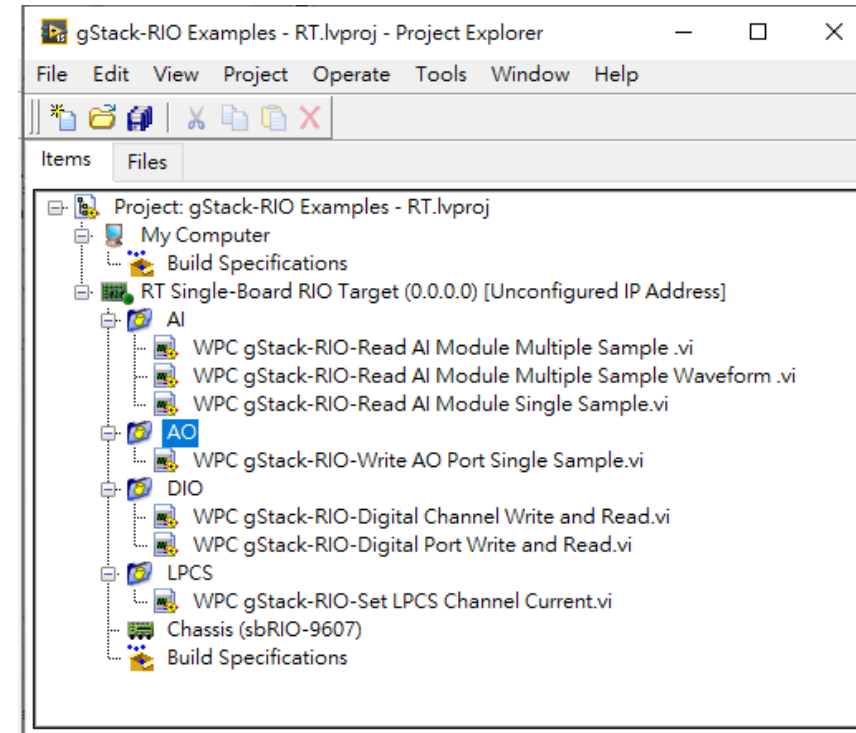 gStack-RIO Examples - RT.lvproj - Project Explorer
File Edit View Project Operate Tools Window Help
Items Files
Project: gStack-RIO Examples - RT.lvproj
My Computer
Build Specifications
RT Single-Board RIO Target (0.0.0.0) [Unconfigured IP Address]
AI
WPC gStack-RIO-Read AI Module Multiple Sample .vi
WPC gStack-RIO-Read AI Module Multiple Sample Waveform .vi
WPC gStack-RIO-Read AI Module Single Sample.vi
AO
WPC gStack-RIO-Write AO Port Single Sample.vi
DIO
WPC gStack-RIO-Digital Channel Write and Read.vi
WPC gStack-RIO-Digital Port Write and Read.vi
LPCS
WPC gStack-RIO-Set LPCS Channel Current.vi
Chassis (sbRIO-9607)
Build Specifications